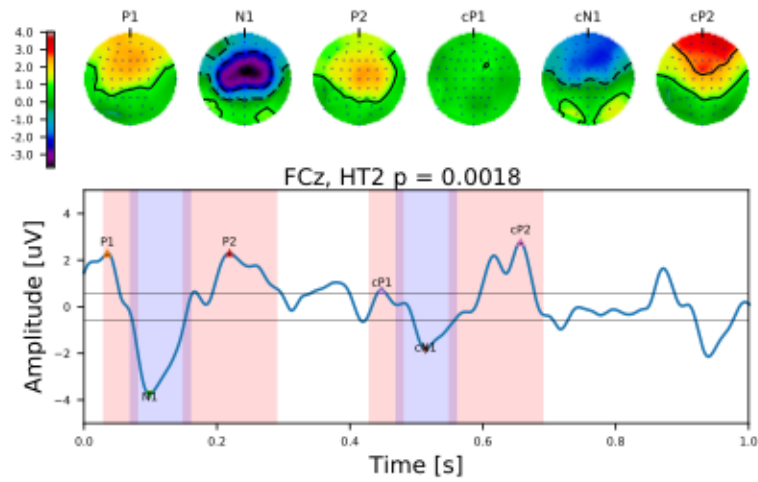 P1 N1 P2 cP1 cN1 cP2
4.0
3.0
2.0
1.0
0.0
-1.0
-2.0
-3.0
FCz, HT2 p = 0.0018
Amplitude [uV]
4
2
0
−2
−4
P1
N1
P2
cP1
cN1
cP2
0.0 0.2 0.4 0.6 0.8 1.0
Time [s]